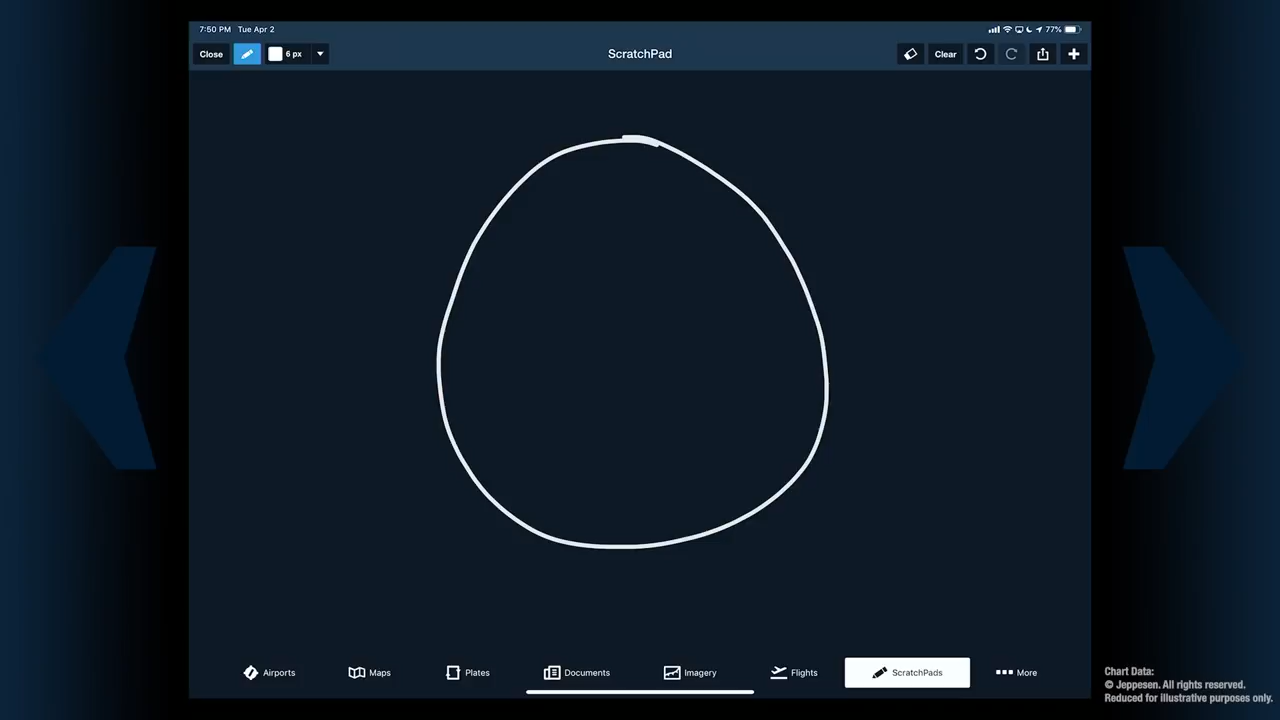 7:50 PM Tue Apr 2
77%
Close
6 px
ScratchPad
Clear
Airports
Maps
Plates
Documents
Imagery
Flights
ScratchPads
More
Chart Data:
© Jeppesen. All rights reserved.
Reduced for illustrative purposes only.